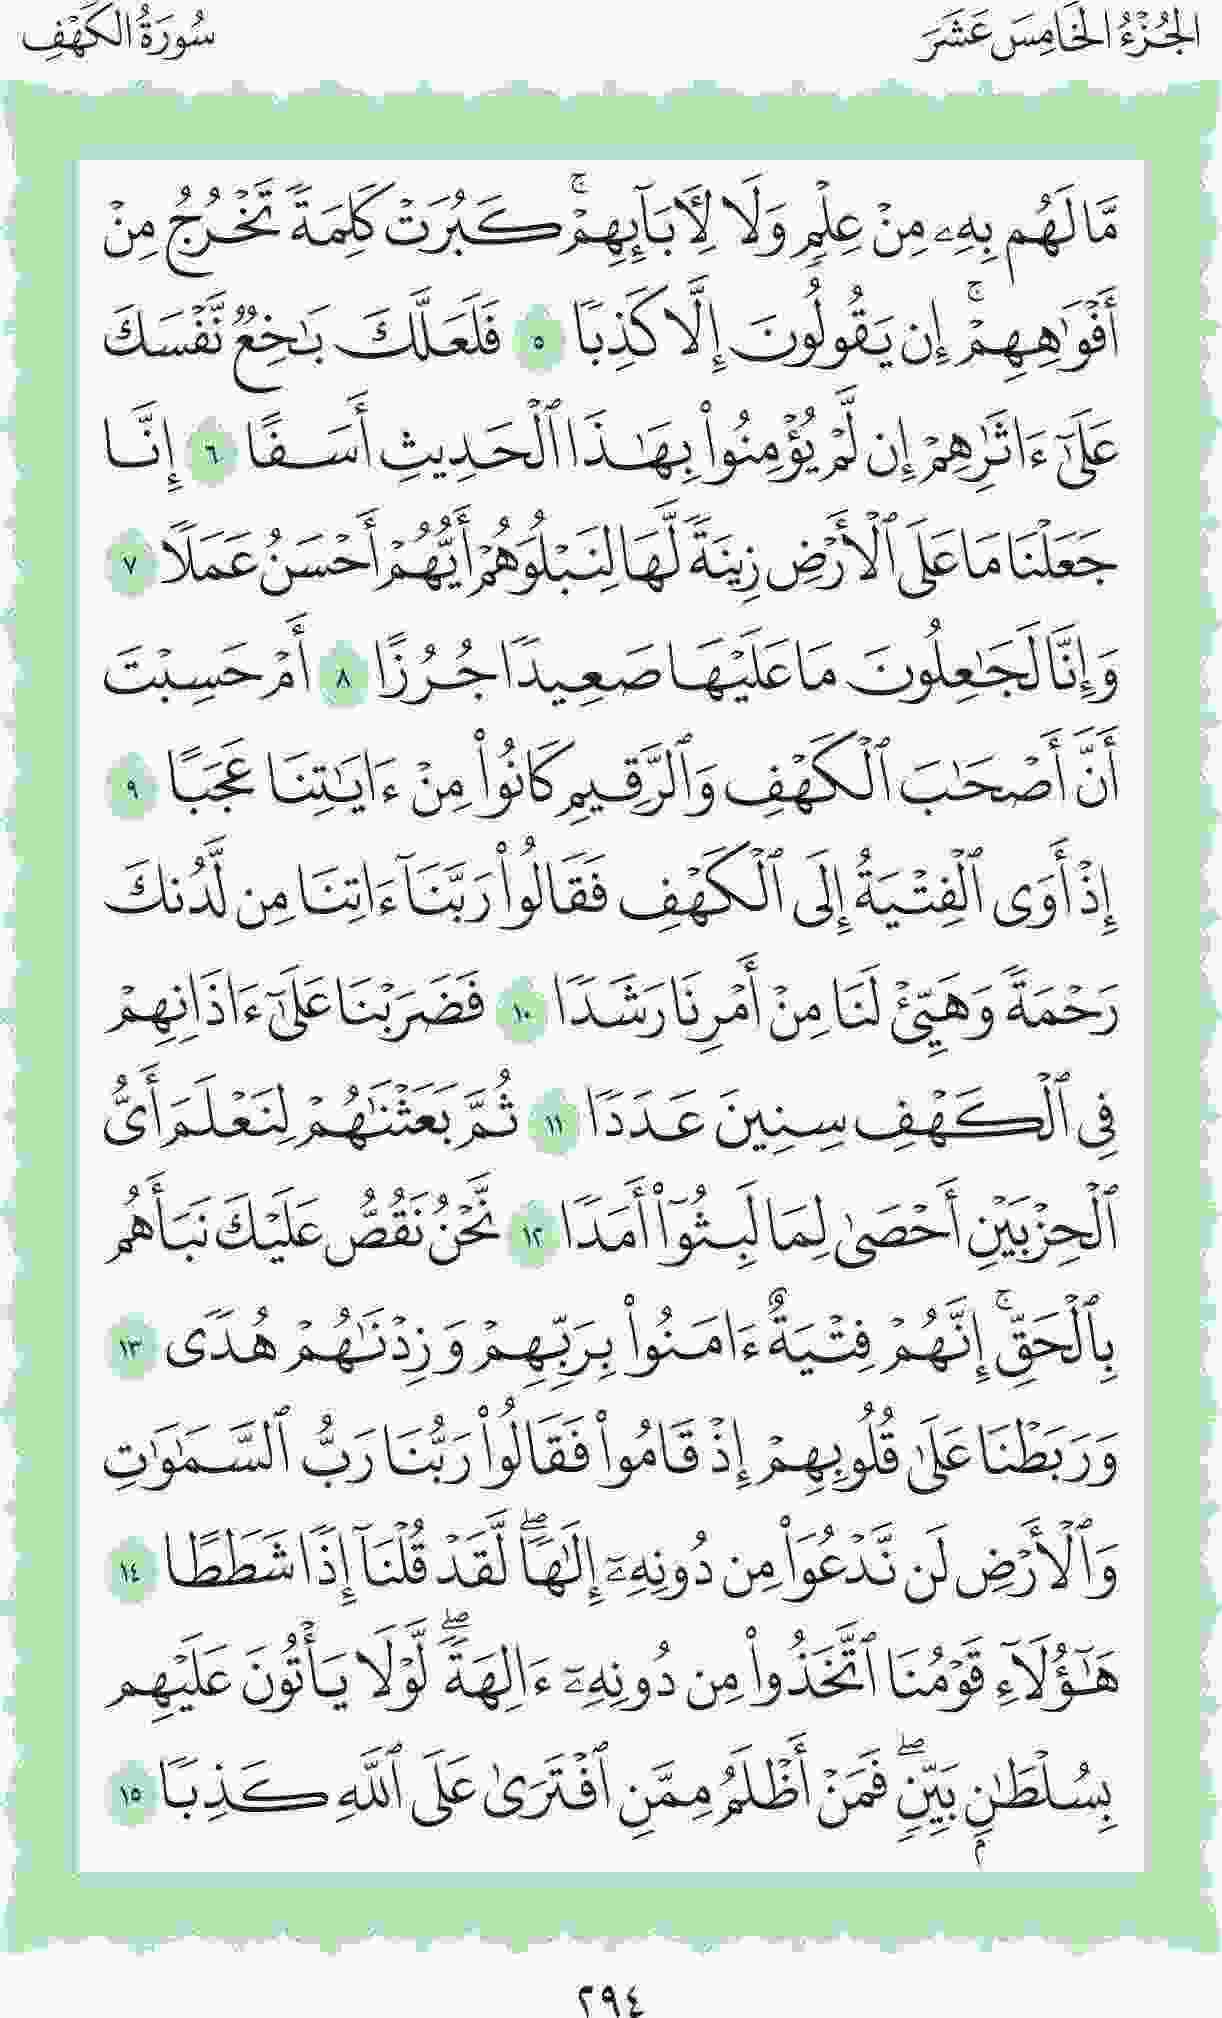 الجُزْءُ الخَامِسَ عَشَرَ
سُورَةُ الكَهْفِ
مَّا لَهُم بِهِۦ مِنْ عِلْمٍ وَلَا لِأَبَآئِهِمْۚ كَبُرَتْ كَلِمَةً تَخْرُجُ مِنْ
أَفْوَٰهِهِمْۚ إِن يَقُولُونَ إِلَّا كَذِبًا ٥ فَلَعَلَّكَ بَٰخِعٌ نَّفْسَكَ
عَلَىٰٓ ءَاثَٰرِهِمْ إِن لَّمْ يُؤْمِنُوا۟ بِهَٰذَا ٱلْحَدِيثِ أَسَفًا ٦ إِنَّا
جَعَلْنَا مَا عَلَى ٱلْأَرْضِ زِينَةً لَّهَا لِنَبْلُوَهُمْ أَيُّهُمْ أَحْسَنُ عَمَلًا ٧
وَإِنَّا لَجَٰعِلُونَ مَا عَلَيْهَا صَعِيدًا جُرُزًا ٨ أَمْ حَسِبْتَ
أَنَّ أَصْحَٰبَ ٱلْكَهْفِ وَٱلرَّقِيمِ كَانُوا۟ مِنْ ءَايَٰتِنَا عَجَبًا ٩
إِذْ أَوَى ٱلْفِتْيَةُ إِلَى ٱلْكَهْفِ فَقَالُوا۟ رَبَّنَآ ءَاتِنَا مِن لَّدُنكَ
رَحْمَةً وَهَيِّئْ لَنَا مِنْ أَمْرِنَا رَشَدًا ١٠ فَضَرَبْنَا عَلَىٰٓ ءَاذَانِهِمْ
فِى ٱلْكَهْفِ سِنِينَ عَدَدًا ١١ ثُمَّ بَعَثْنَٰهُمْ لِنَعْلَمَ أَىُّ
ٱلْحِزْبَيْنِ أَحْصَىٰ لِمَا لَبِثُوٓا۟ أَمَدًا ١٢ نَّحْنُ نَقُصُّ عَلَيْكَ نَبَأَهُم
بِٱلْحَقِّۚ إِنَّهُمْ فِتْيَةٌ ءَامَنُوا۟ بِرَبِّهِمْ وَزِدْنَٰهُمْ هُدًى ١٣
وَرَبَطْنَا عَلَىٰ قُلُوبِهِمْ إِذْ قَامُوا۟ فَقَالُوا۟ رَبُّنَا رَبُّ ٱلسَّمَٰوَٰتِ
وَٱلْأَرْضِ لَن نَّدْعُوَا۟ مِن دُونِهِۦٓ إِلَٰهًاۖ لَّقَدْ قُلْنَآ إِذًا شَطَطًا ١٤
هَٰٓؤُلَآءِ قَوْمُنَا ٱتَّخَذُوا۟ مِن دُونِهِۦٓ ءَالِهَةًۖ لَّوْلَا يَأْتُونَ عَلَيْهِم
بِسُلْطَٰنٍۭ بَيِّنٍۖ فَمَنْ أَظْلَمُ مِمَّنِ ٱفْتَرَىٰ عَلَى ٱللَّهِ كَذِبًا ١٥
٢٩٤